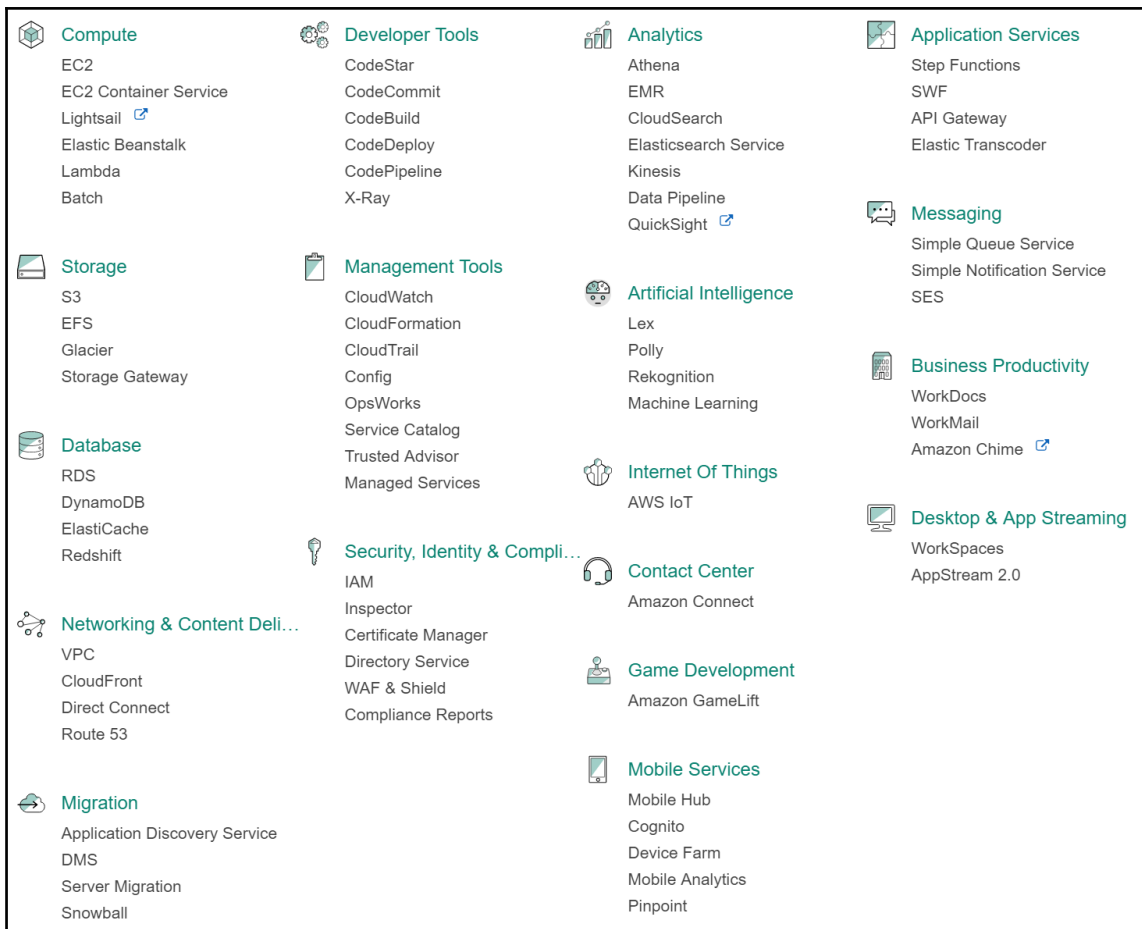 Compute
EC2
EC2 Container Service
Lightsail
Elastic Beanstalk
Lambda
Batch
Storage
S3
EFS
Glacier
Storage Gateway
Database
RDS
DynamoDB
ElastiCache
Redshift
Networking & Content Deli...
VPC
CloudFront
Direct Connect
Route 53
Migration
Application Discovery Service
DMS
Server Migration
Snowball
Developer Tools
CodeStar
CodeCommit
CodeBuild
CodeDeploy
CodePipeline
X-Ray
Management Tools
CloudWatch
CloudFormation
CloudTrail
Config
OpsWorks
Service Catalog
Trusted Advisor
Managed Services
Security, Identity & Compli...
IAM
Inspector
Certificate Manager
Directory Service
WAF & Shield
Compliance Reports
Analytics
Athena
EMR
CloudSearch
Elasticsearch Service
Kinesis
Data Pipeline
QuickSight
Artificial Intelligence
Lex
Polly
Rekognition
Machine Learning
Internet Of Things
AWS IoT
Contact Center
Amazon Connect
Game Development
Amazon GameLift
Mobile Services
Mobile Hub
Cognito
Device Farm
Mobile Analytics
Pinpoint
Application Services
Step Functions
SWF
API Gateway
Elastic Transcoder
Messaging
Simple Queue Service
Simple Notification Service
SES
Business Productivity
WorkDocs
WorkMail
Amazon Chime
Desktop & App Streaming
WorkSpaces
AppStream 2.0